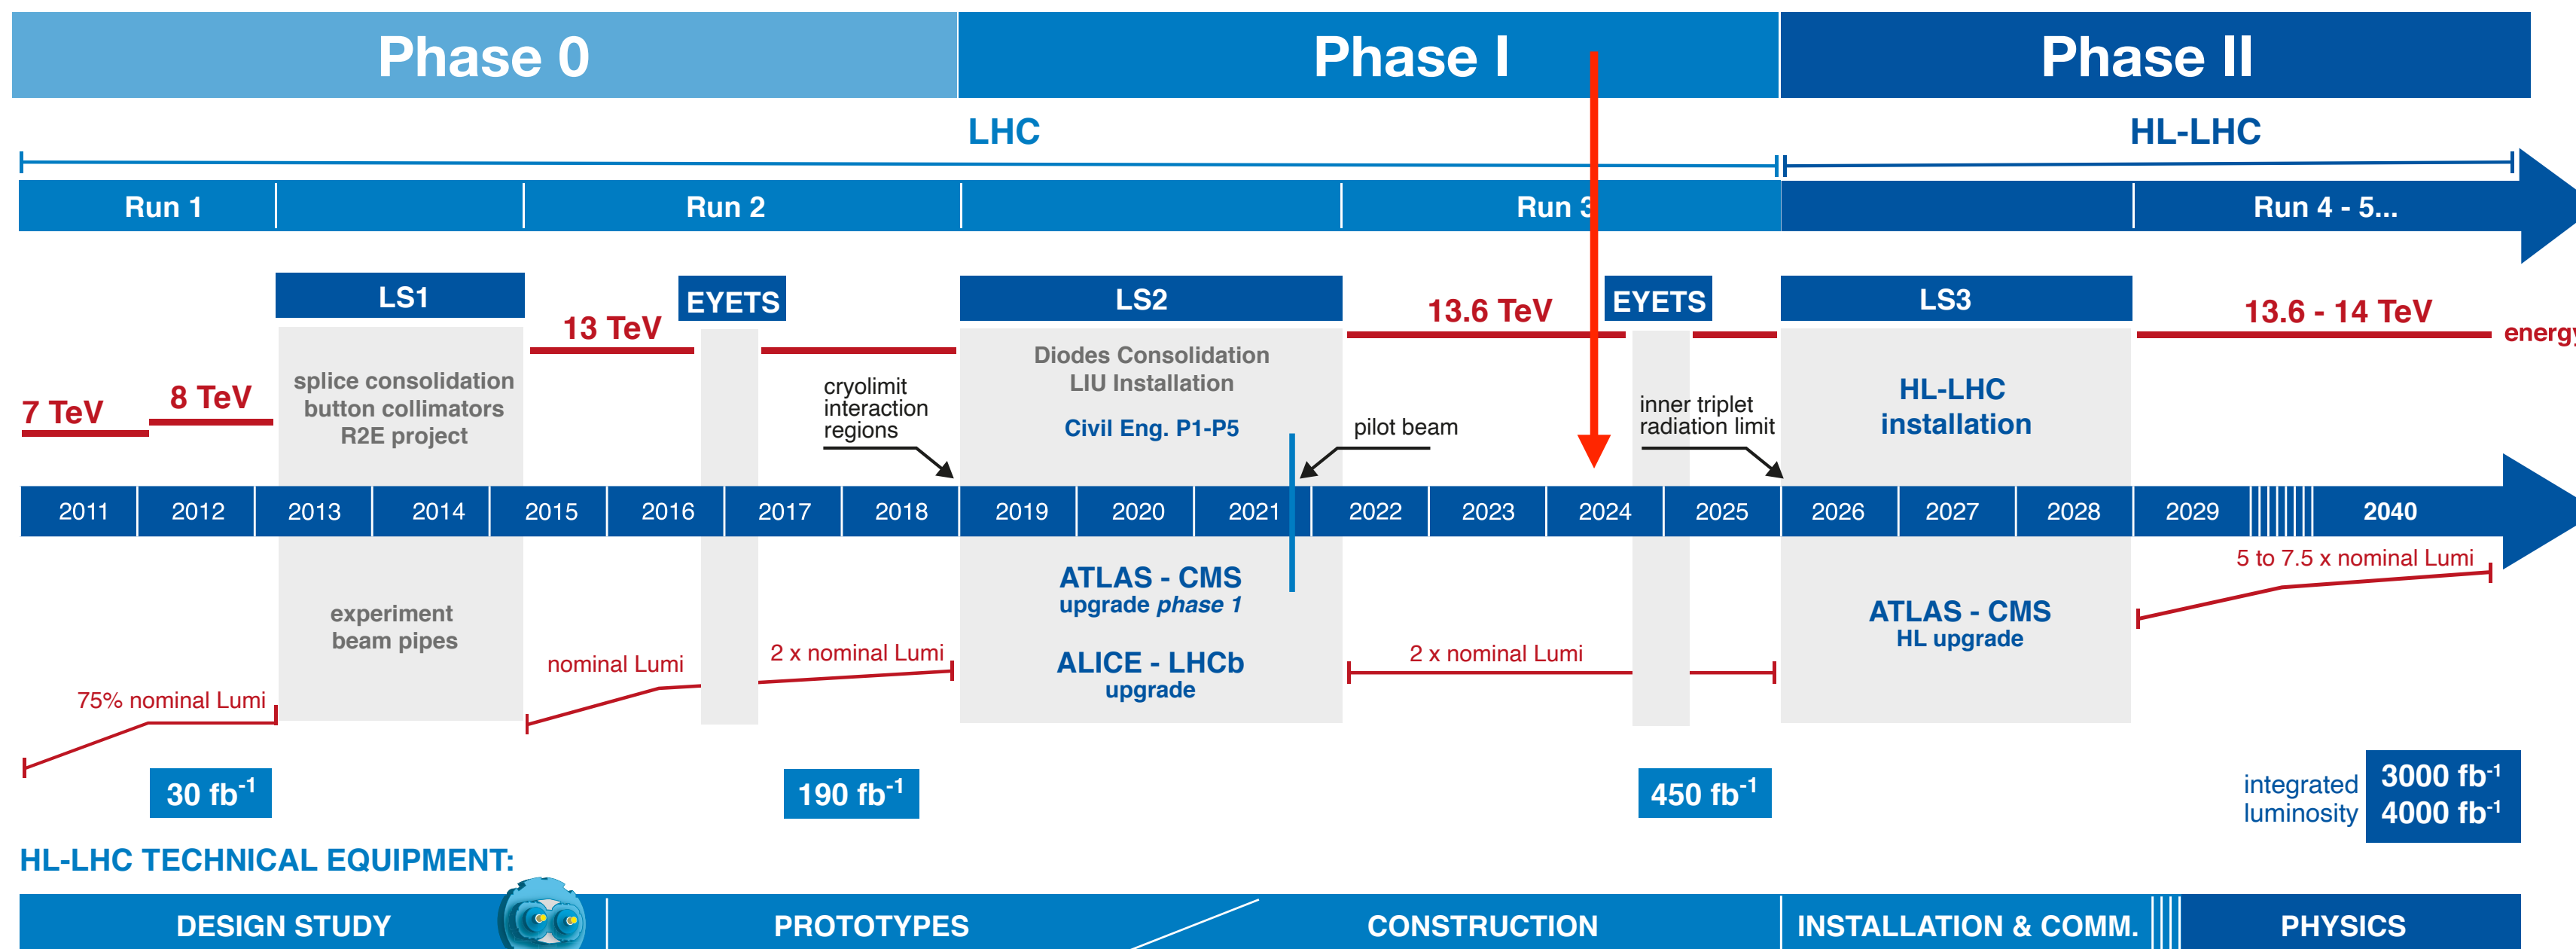 Phase 0 Phase I Phase II
LHC HL-LHC
Run 1 Run 2 Run 3 Run 4 - 5...
LS1 EYETS LS2 EYETS LS3
13 TeV 13.6 TeV 13.6 - 14 TeV
energy
7 TeV 8 TeV
splice consolidation
button collimators
R2E project
cryolimit
interaction
regions
Diodes Consolidation
LIU Installation
Civil Eng. P1-P5
pilot beam
inner triplet
radiation limit
HL-LHC
installation
2011 2012 2013 2014 2015 2016 2017 2018 2019 2020 2021 2022 2023 2024 2025 2026 2027 2028 2029 2040
5 to 7.5 x nominal Lumi
experiment
beam pipes
ATLAS - CMS
upgrade phase 1
ALICE - LHCb
upgrade
ATLAS - CMS
HL upgrade
75% nominal Lumi
nominal Lumi
2 x nominal Lumi
2 x nominal Lumi
30 fb⁻¹ 190 fb⁻¹ 450 fb⁻¹
integrated
luminosity
3000 fb⁻¹
4000 fb⁻¹
HL-LHC TECHNICAL EQUIPMENT:
DESIGN STUDY PROTOTYPES CONSTRUCTION INSTALLATION & COMM. PHYSICS